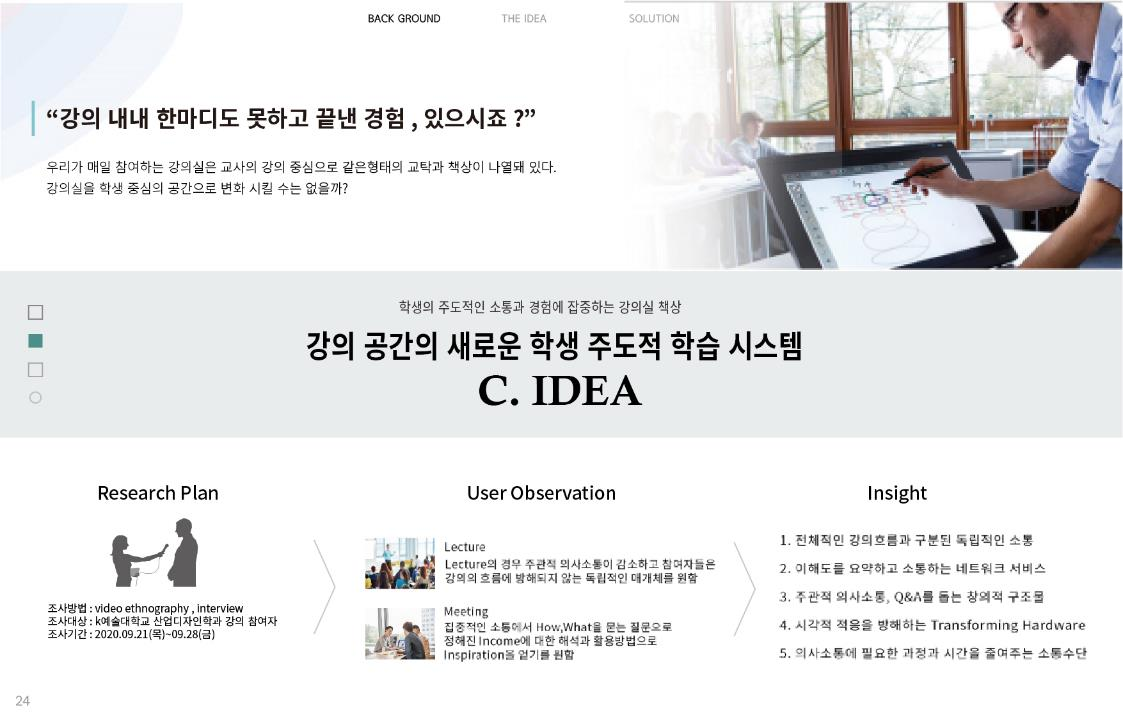 BACK GROUND
THE IDEA
SOLUTION
“강의 내내 한마디도 못하고 끝낸 경험 , 있으시죠 ?”
우리가 매일 참여하는 강의실은 교사의 강의 중심으로 같은형태의 교탁과 책상이 나열돼 있다.
강의실을 학생 중심의 공간으로 변화 시킬 수는 없을까?
학생의 주도적인 소통과 경험에 잡중하는 강의실 책상
강의 공간의 새로운 학생 주도적 학습 시스템
C. IDEA
Research Plan
조사방법 : video ethnography , interview
조사대상 : k예술대학교 산업디자인학과 강의 참여자
조사기간 : 2020.09.21(목)~09.28(금)
User Observation
Lecture
Lecture의 경우 주관적 의사소통이 감소하고 참여자들은
강의의 흐름에 방해되지 않는 독립적인 매개체를 원함
Meeting
집중적인 소통에서 How,What을 묻는 질문으로
정해진 Income에 대한 해석과 활용방법으로
Inspiration을 얻기를 원함
Insight
1. 전체적인 강의흐름과 구분된 독립적인 소통
2. 이해도를 요약하고 소통하는 네트워크 서비스
3. 주관적 의사소통, Q&A를 돕는 창의적 구조물
4. 시각적 적응을 방해하는 Transforming Hardware
5. 의사소통에 필요한 과정과 시간을 줄여주는 소통수단
24